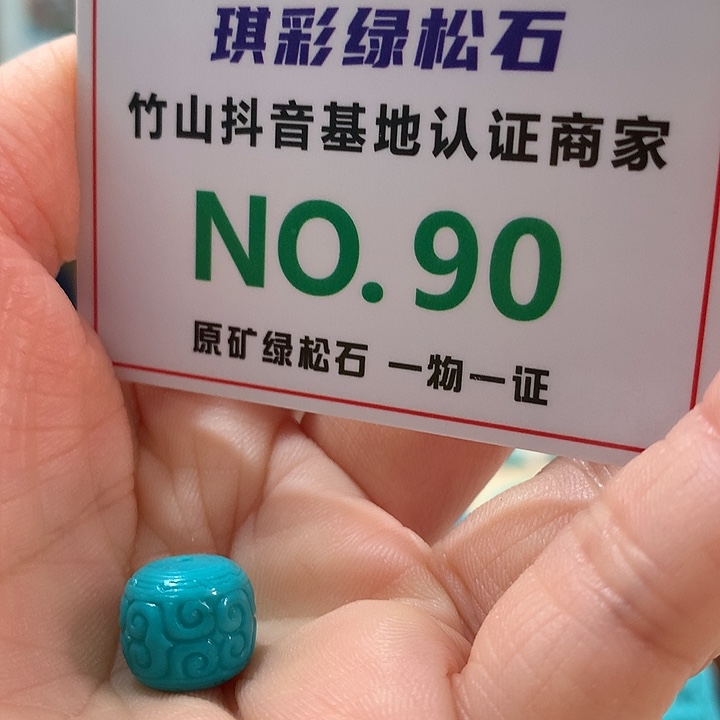 琪彩绿松石
竹山抖音基地认证商家
NO. 90
原矿绿松石 一物一证